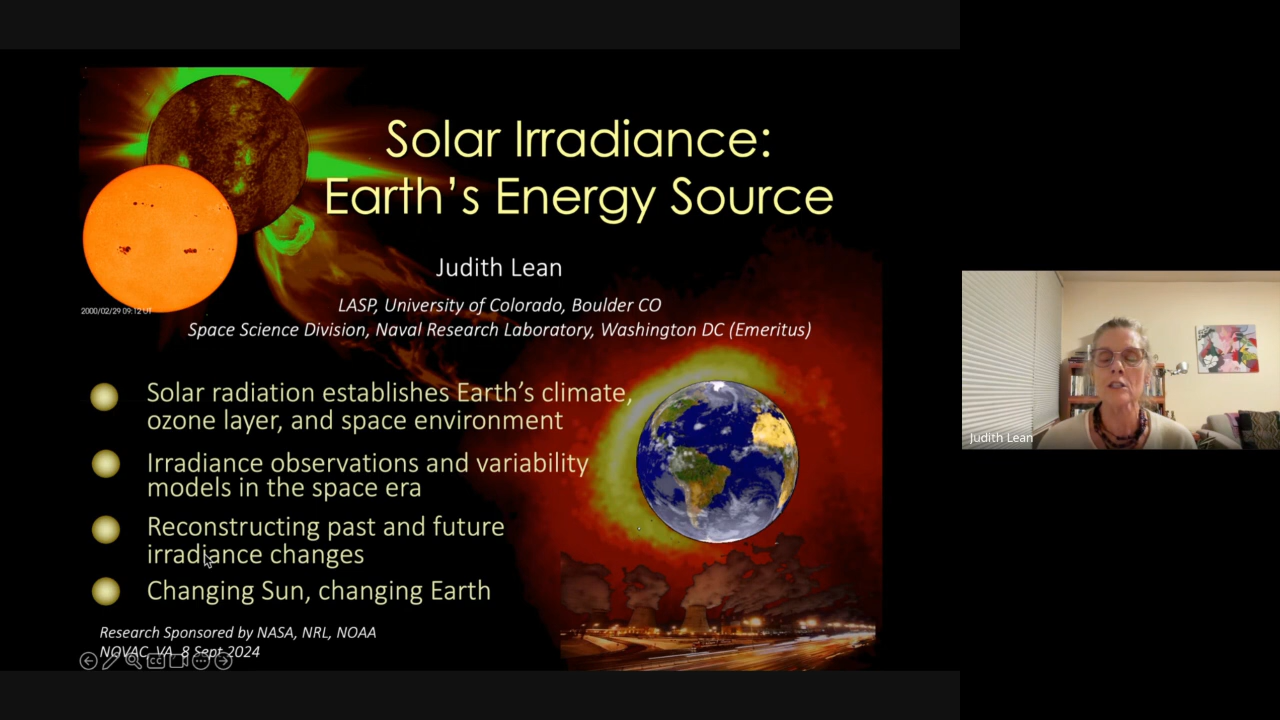 Solar Irradiance:
Earth's Energy Source
Judith Lean
LASP, University of Colorado, Boulder CO
Space Science Division, Naval Research Laboratory, Washington DC (Emeritus)
2000/02/29 09:12 UT
Solar radiation establishes Earth's climate,
ozone layer, and space environment
Irradiance observations and variability
models in the space era
Reconstructing past and future
irradiance changes
Changing Sun, changing Earth
Research Sponsored by NASA, NRL, NOAA
NOVAC, VA, 8 Sept 2024
CC
Judith Lean